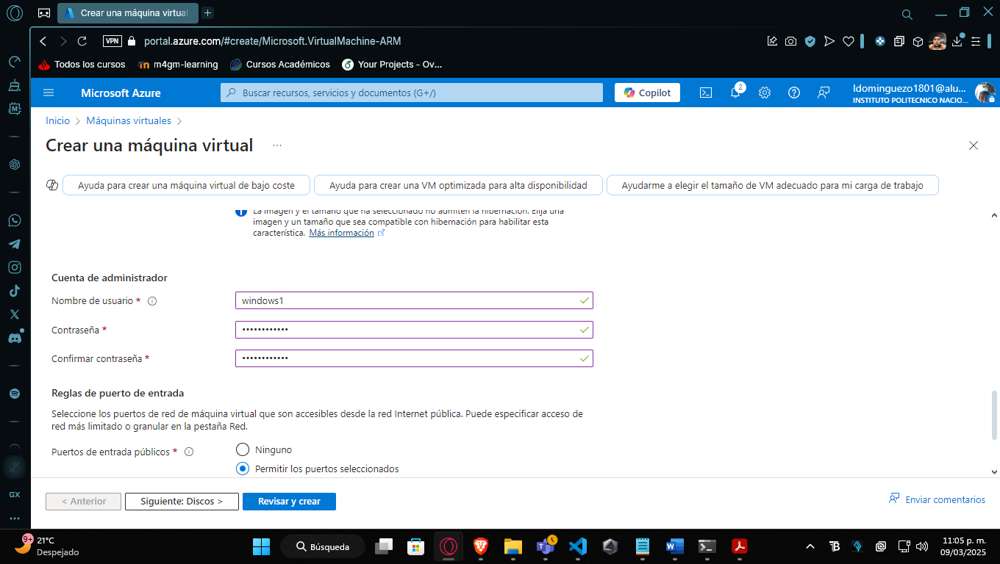 Crear una máquina virtual
VPN
portal.azure.com/#create/Microsoft.VirtualMachine-ARM
Todos los cursos
m4gm-learning
Cursos Académicos
Your Projects - Ov...
Microsoft Azure
Buscar recursos, servicios y documentos (G+/)
Copilot
2
ldominguezo1801@alu...
INSTITUTO POLITECNICO NACIO...
Inicio > Máquinas virtuales >
Crear una máquina virtual ...
Ayuda para crear una máquina virtual de bajo coste
Ayuda para crear una VM optimizada para alta disponibilidad
Ayudarme a elegir el tamaño de VM adecuado para mi carga de trabajo
La imagen y el tamaño que ha seleccionado no admiten la hibernación. Elija una
imagen y un tamaño que sea compatible con hibernación para habilitar esta
característica. Más información
Cuenta de administrador
Nombre de usuario *
windows1
Contraseña *
••••••••••••
Confirmar contraseña *
••••••••••••
Reglas de puerto de entrada
Seleccione los puertos de red de máquina virtual que son accesibles desde la red Internet pública. Puede especificar acceso de
red más limitado o granular en la pestaña Red.
Puertos de entrada públicos *
Ninguno
Permitir los puertos seleccionados
< Anterior
Siguiente: Discos >
Revisar y crear
Enviar comentarios
GX
9+
21°C
Despejado
Búsqueda
11:05 p. m.
09/03/2025